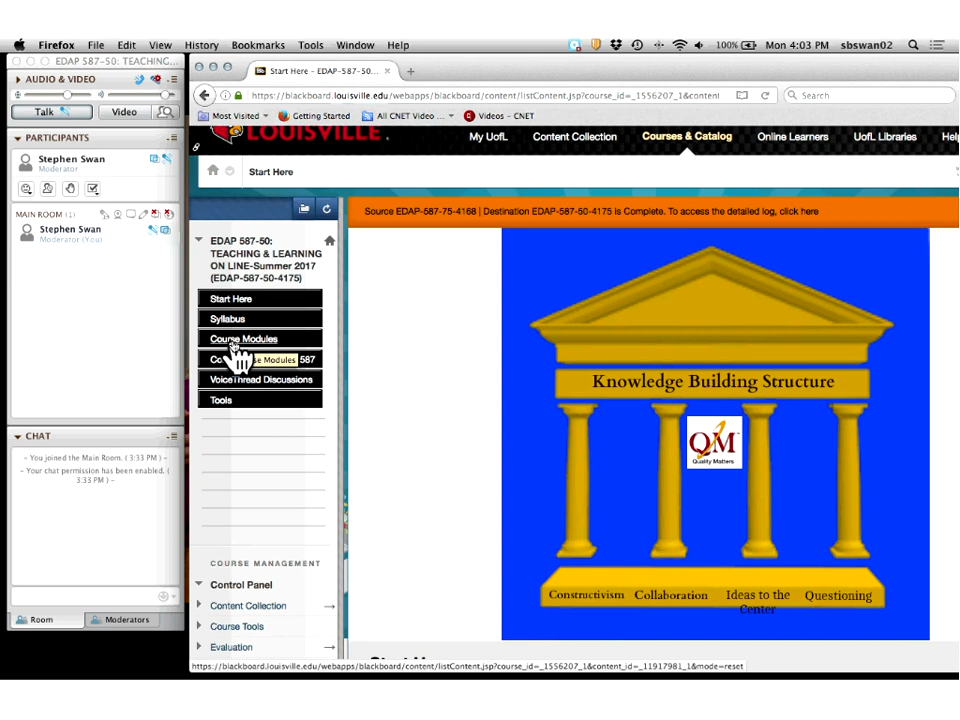 Firefox File Edit View History Bookmarks Tools Window Help
100% Mon 4:03 PM sbswan02
EDAP 587-50: TEACHING...
AUDIO & VIDEO
Talk Video
PARTICIPANTS
Stephen Swan
Moderator
MAIN ROOM (1)
Stephen Swan
Moderator (You)
CHAT
– You joined the Main Room. ( 3:33 PM ) –
– Your chat permission has been enabled. (
3:33 PM ) –
Room Moderators
Start Here – EDAP-587-50...
https://blackboard.louisville.edu/webapps/blackboard/content/listContent.jsp?course_id=_1556207_1&content
Search
Most Visited Getting Started All CNET Video ... Videos - CNET
LOUISVILLE.
My UofL Content Collection Courses & Catalog Online Learners UofL Libraries Help
Start Here
Source EDAP-587-75-4168 | Destination EDAP-587-50-4175 is Complete. To access the detailed log, click here
EDAP 587-50:
TEACHING & LEARNING
ON LINE-Summer 2017
(EDAP-587-50-4175)
Start Here
Syllabus
Course Modules
587
VoiceThread Discussions
Tools
COURSE MANAGEMENT
Control Panel
Content Collection
Course Tools
Evaluation
Knowledge Building Structure
QM
Quality Matters
Constructivism Collaboration Ideas to the Center Questioning
https://blackboard.louisville.edu/webapps/blackboard/content/listContent.jsp?course_id=_1556207_1&content_id=_11917981_1&mode=reset